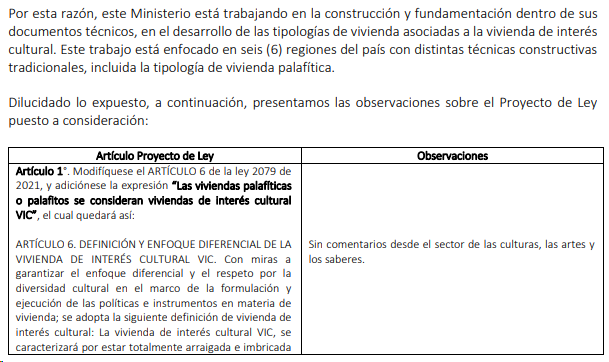 Por esta razón, este Ministerio está trabajando en la construcción y fundamentación dentro de sus
documentos técnicos, en el desarrollo de las tipologías de vivienda asociadas a la vivienda de interés
cultural. Este trabajo está enfocado en seis (6) regiones del país con distintas técnicas constructivas
tradicionales, incluida la tipología de vivienda palafítica.
Dilucidado lo expuesto, a continuación, presentamos las observaciones sobre el Proyecto de Ley
puesto a consideración:
Artículo Proyecto de Ley
Observaciones
Artículo 1°. Modifíquese el ARTÍCULO 6 de la ley 2079 de
2021, y adiciónese la expresión “Las viviendas palafíticas
o palafitos se consideran viviendas de interés cultural
VIC”, el cual quedará así:
ARTÍCULO 6. DEFINICIÓN Y ENFOQUE DIFERENCIAL DE LA
VIVIENDA DE INTERÉS CULTURAL VIC. Con miras a
garantizar el enfoque diferencial y el respeto por la
diversidad cultural en el marco de la formulación y
ejecución de las políticas e instrumentos en materia de
vivienda; se adopta la siguiente definición de vivienda de
interés cultural: La vivienda de interés cultural VIC, se
caracterizará por estar totalmente arraigada e imbricada
Sin comentarios desde el sector de las culturas, las artes y
los saberes.